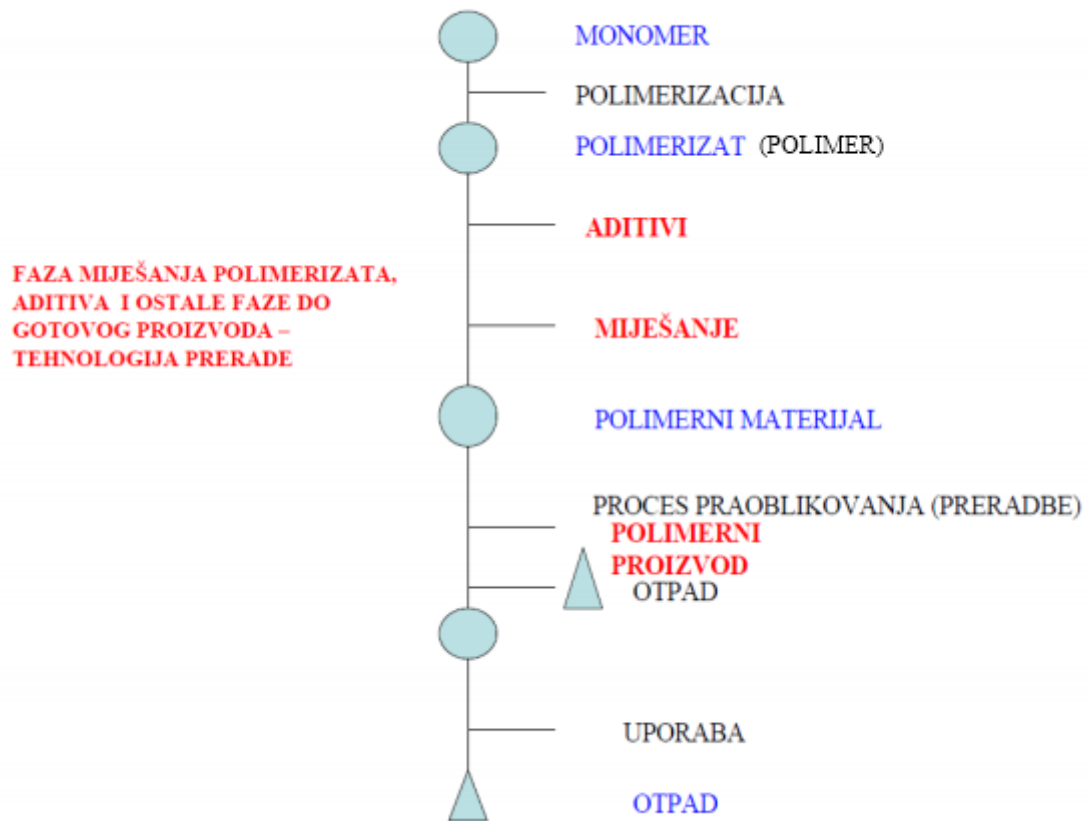 MONOMER
POLIMERIZACIJA
POLIMERIZAT (POLIMER)
ADITIVI
FAZA MIJEŠANJA POLIMERIZATA,
ADITIVA I OSTALE FAZE DO
GOTOVOG PROIZVODA –
TEHNOLOGIJA PRERADE
MIJEŠANJE
POLIMERNI MATERIJAL
PROCES PRAOBLIKOVANJA (PRERADBE)
POLIMERNI
PROIZVOD
OTPAD
UPORABA
OTPAD